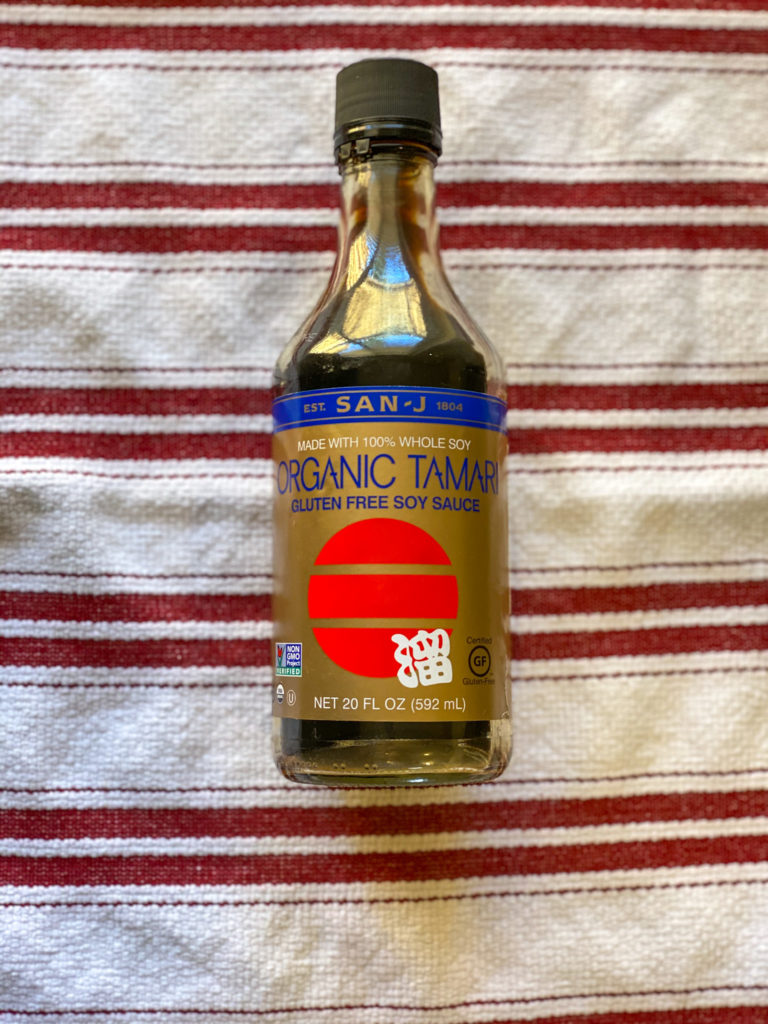 EST. SAN-J 1804
MADE WITH 100% WHOLE SOY
ORGANIC TAMARI
GLUTEN FREE SOY SAUCE
溜
NON
GMO
Project
VERIFIED
Certified
GF
Gluten-Free
U
NET 20 FL OZ (592 mL)